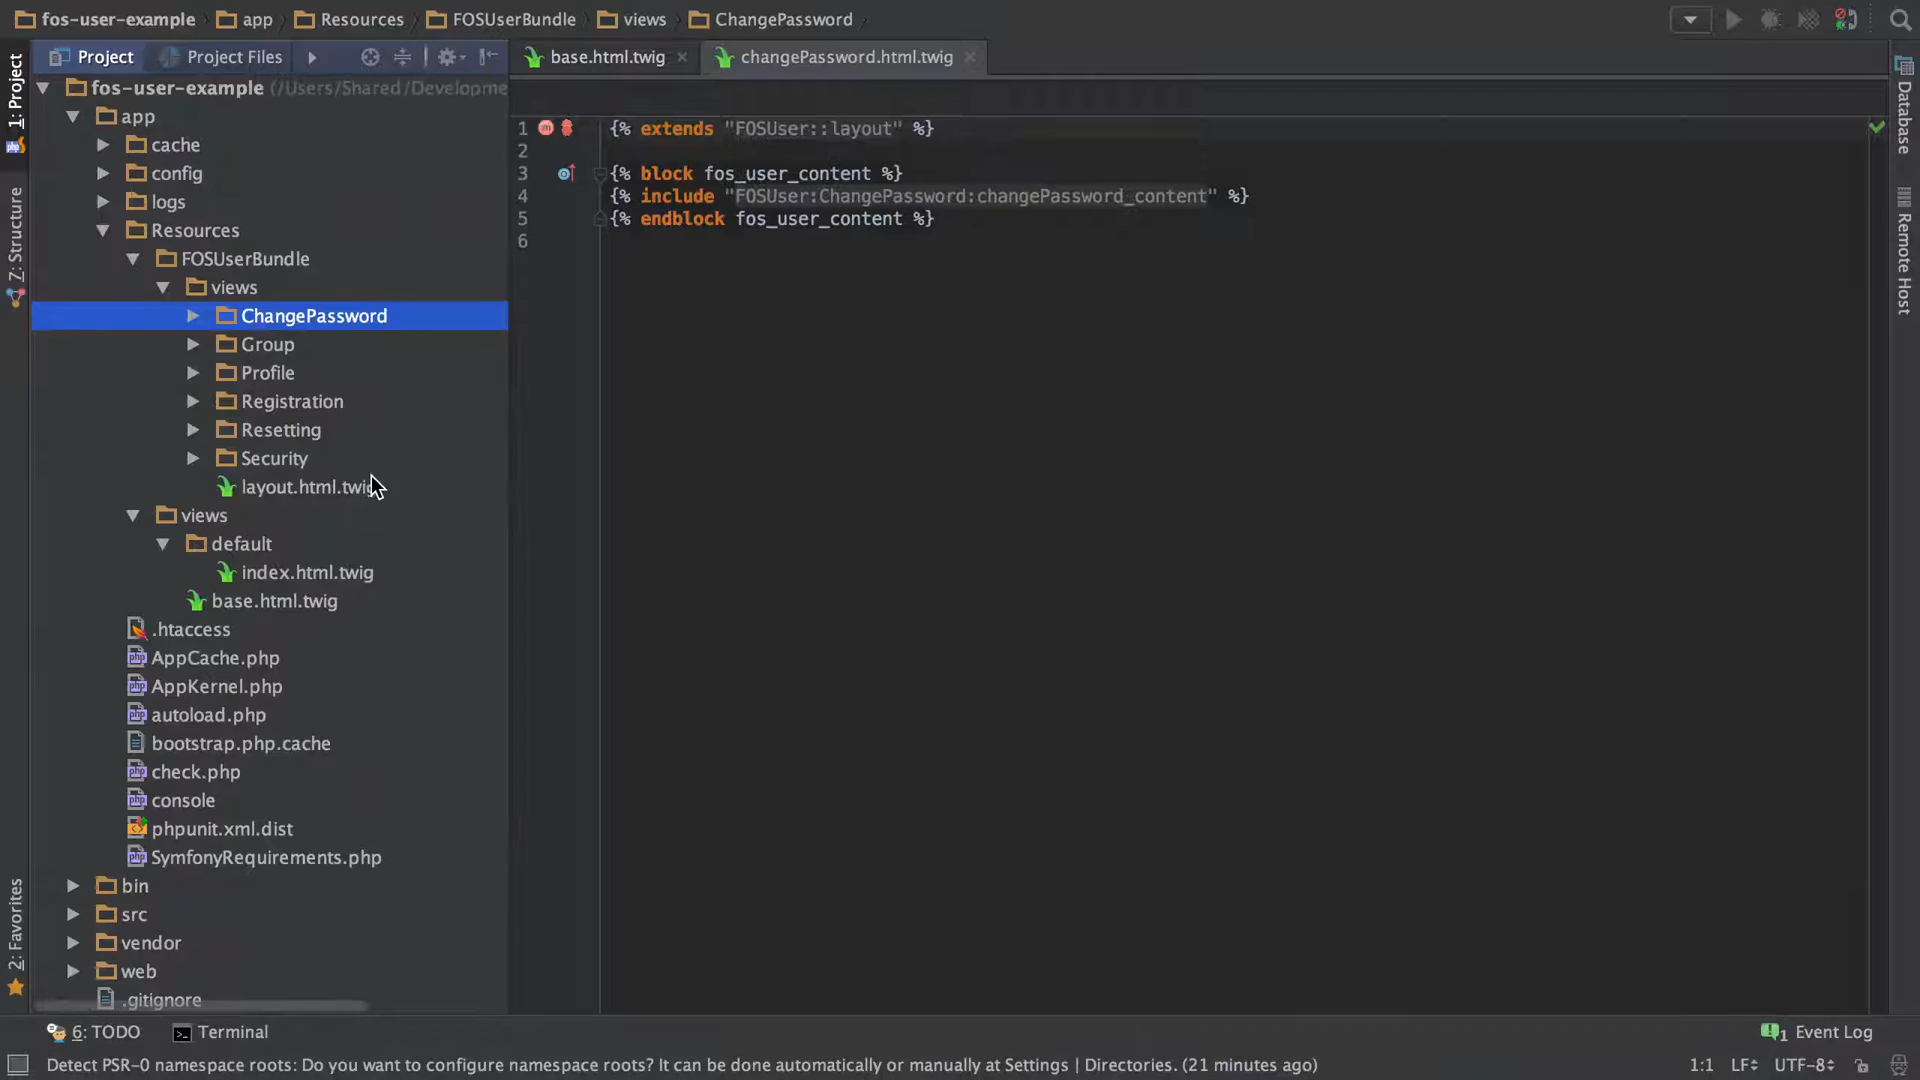 fos-user-example app Resources FOSUserBundle views ChangePassword
1: Project
Z: Structure
2: Favorites
Project Project Files
fos-user-example (/Users/Shared/Developme
app
cache
config
logs
Resources
FOSUserBundle
views
ChangePassword
Group
Profile
Registration
Resetting
Security
layout.html.twig
views
default
index.html.twig
base.html.twig
.htaccess
AppCache.php
AppKernel.php
autoload.php
bootstrap.php.cache
check.php
console
phpunit.xml.dist
SymfonyRequirements.php
bin
src
vendor
web
.gitignore
base.html.twig changePassword.html.twig
1 {% extends "FOSUser::layout" %}
2
3 {% block fos_user_content %}
4 {% include "FOSUser:ChangePassword:changePassword_content" %}
5 {% endblock fos_user_content %}
6
Database
Remote Host
6: TODO Terminal 1 Event Log
Detect PSR-0 namespace roots: Do you want to configure namespace roots? It can be done automatically or manually at Settings | Directories. (21 minutes ago) 1:1 LF UTF-8